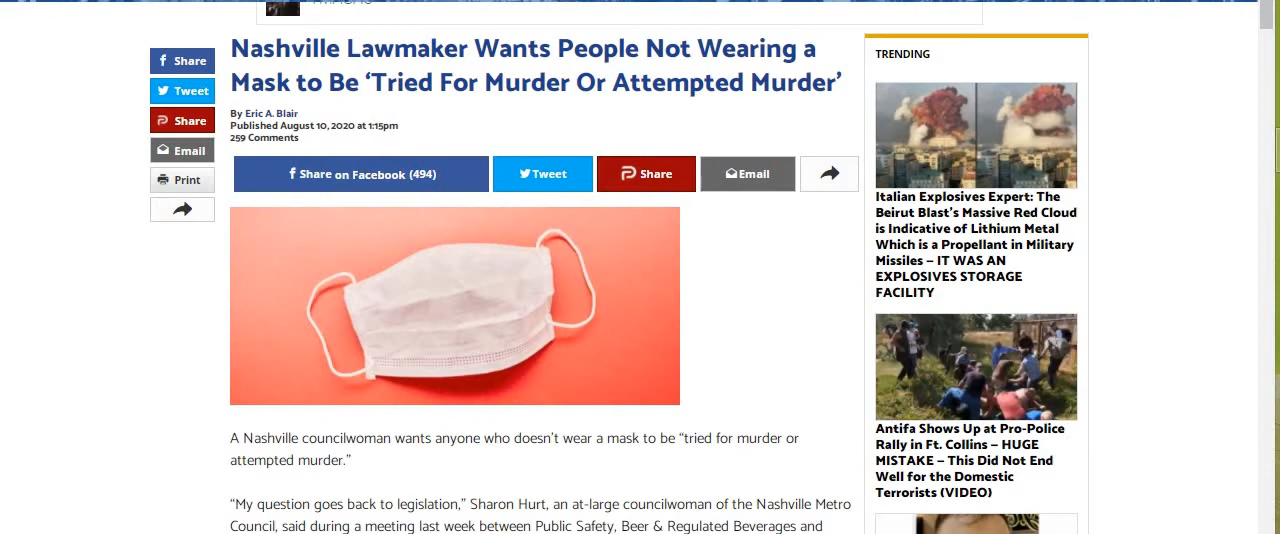 Nashville Lawmaker Wants People Not Wearing a
Mask to Be ‘Tried For Murder Or Attempted Murder’
By Eric A. Blair
Published August 10, 2020 at 1:15pm
259 Comments
Share
Tweet
Share
Email
Print
Share on Facebook (494)
Tweet
Share
Email
A Nashville councilwoman wants anyone who doesn’t wear a mask to be “tried for murder or
attempted murder.”
“My question goes back to legislation,” Sharon Hurt, an at-large councilwoman of the Nashville Metro
Council, said during a meeting last week between Public Safety, Beer & Regulated Beverages and
TRENDING
Italian Explosives Expert: The
Beirut Blast’s Massive Red Cloud
is Indicative of Lithium Metal
Which is a Propellant in Military
Missiles – IT WAS AN
EXPLOSIVES STORAGE
FACILITY
Antifa Shows Up at Pro-Police
Rally in Ft. Collins – HUGE
MISTAKE – This Did Not End
Well for the Domestic
Terrorists (VIDEO)